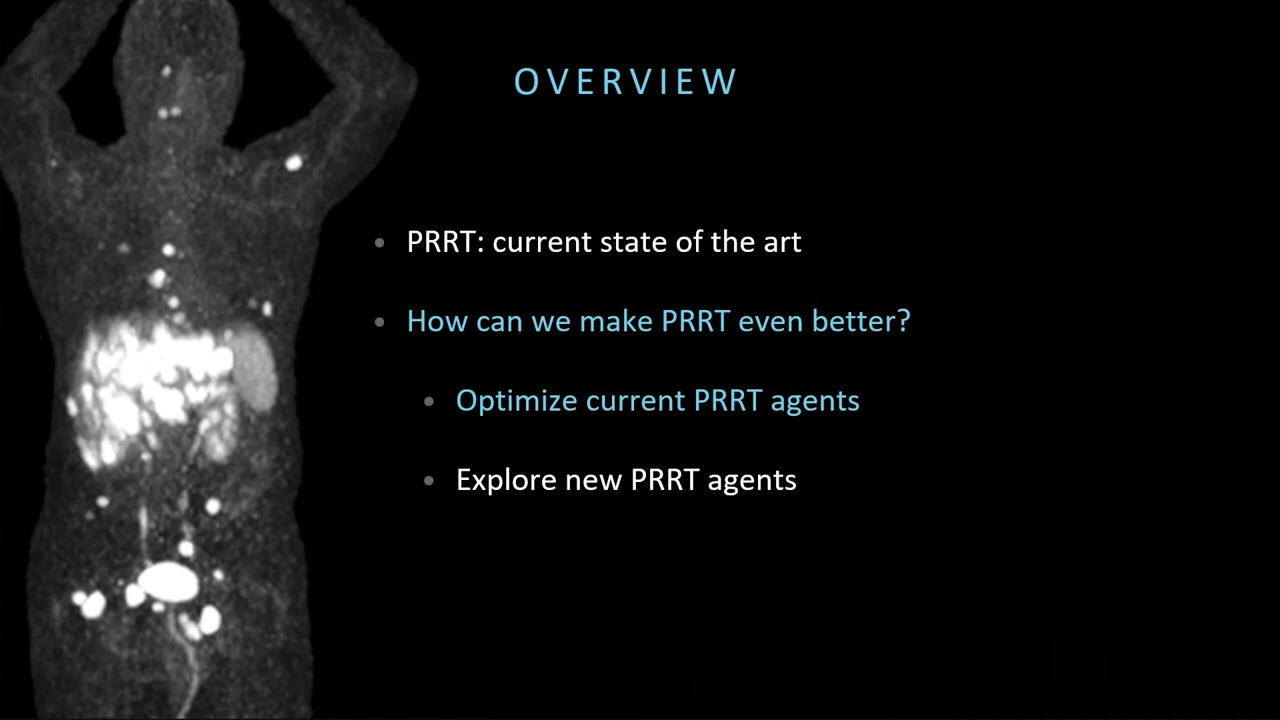 OVERVIEW
PRRT: current state of the art
How can we make PRRT even better?
Optimize current PRRT agents
Explore new PRRT agents